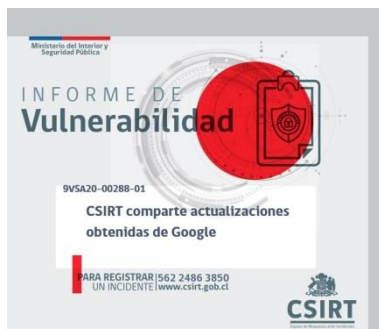 Ministerio del Interior y
Seguridad Pública
INFORME DE
Vulnerabilidad
9VSA20-00288-01
CSIRT comparte actualizaciones
obtenidas de Google
PARA REGISTRAR
UN INCIDENTE
562 2486 3850
www.csirt.gob.cl
CSIRT